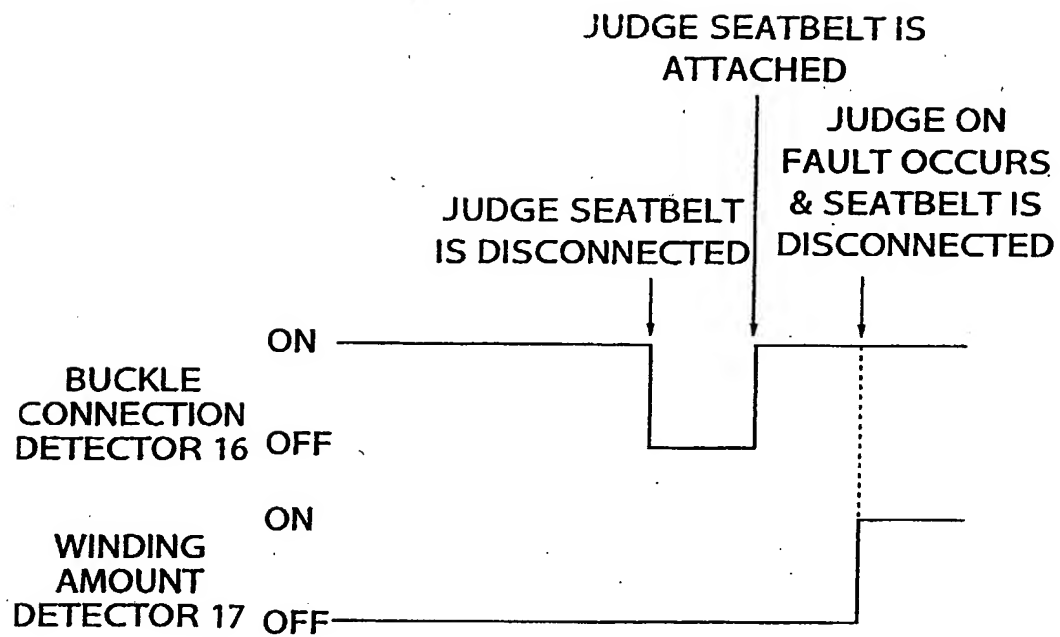 JUDGE SEATBELT IS
ATTACHED
JUDGE ON
FAULT OCCURS
& SEATBELT IS
DISCONNECTED
JUDGE SEATBELT
IS DISCONNECTED
ON
BUCKLE
CONNECTION
DETECTOR 16
OFF
ON
WINDING
AMOUNT
DETECTOR 17
OFF